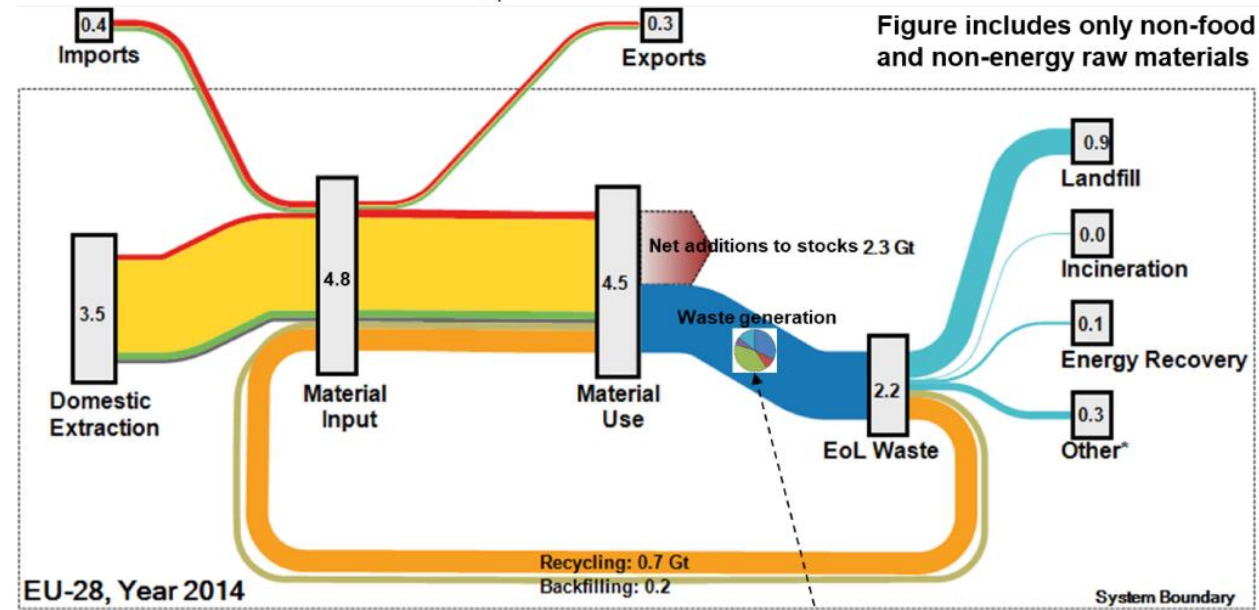 0.4
Imports
0.3
Exports
Figure includes only non-food
and non-energy raw materials
3.5
Domestic
Extraction
4.8
Material
Input
4.5
Material
Use
Net additions to stocks 2.3 Gt
Waste generation
2.2
EoL Waste
0.9
Landfill
0.0
Incineration
0.1
Energy Recovery
0.3
Other*
Recycling: 0.7 Gt
Backfilling: 0.2
EU-28, Year 2014
System Boundary